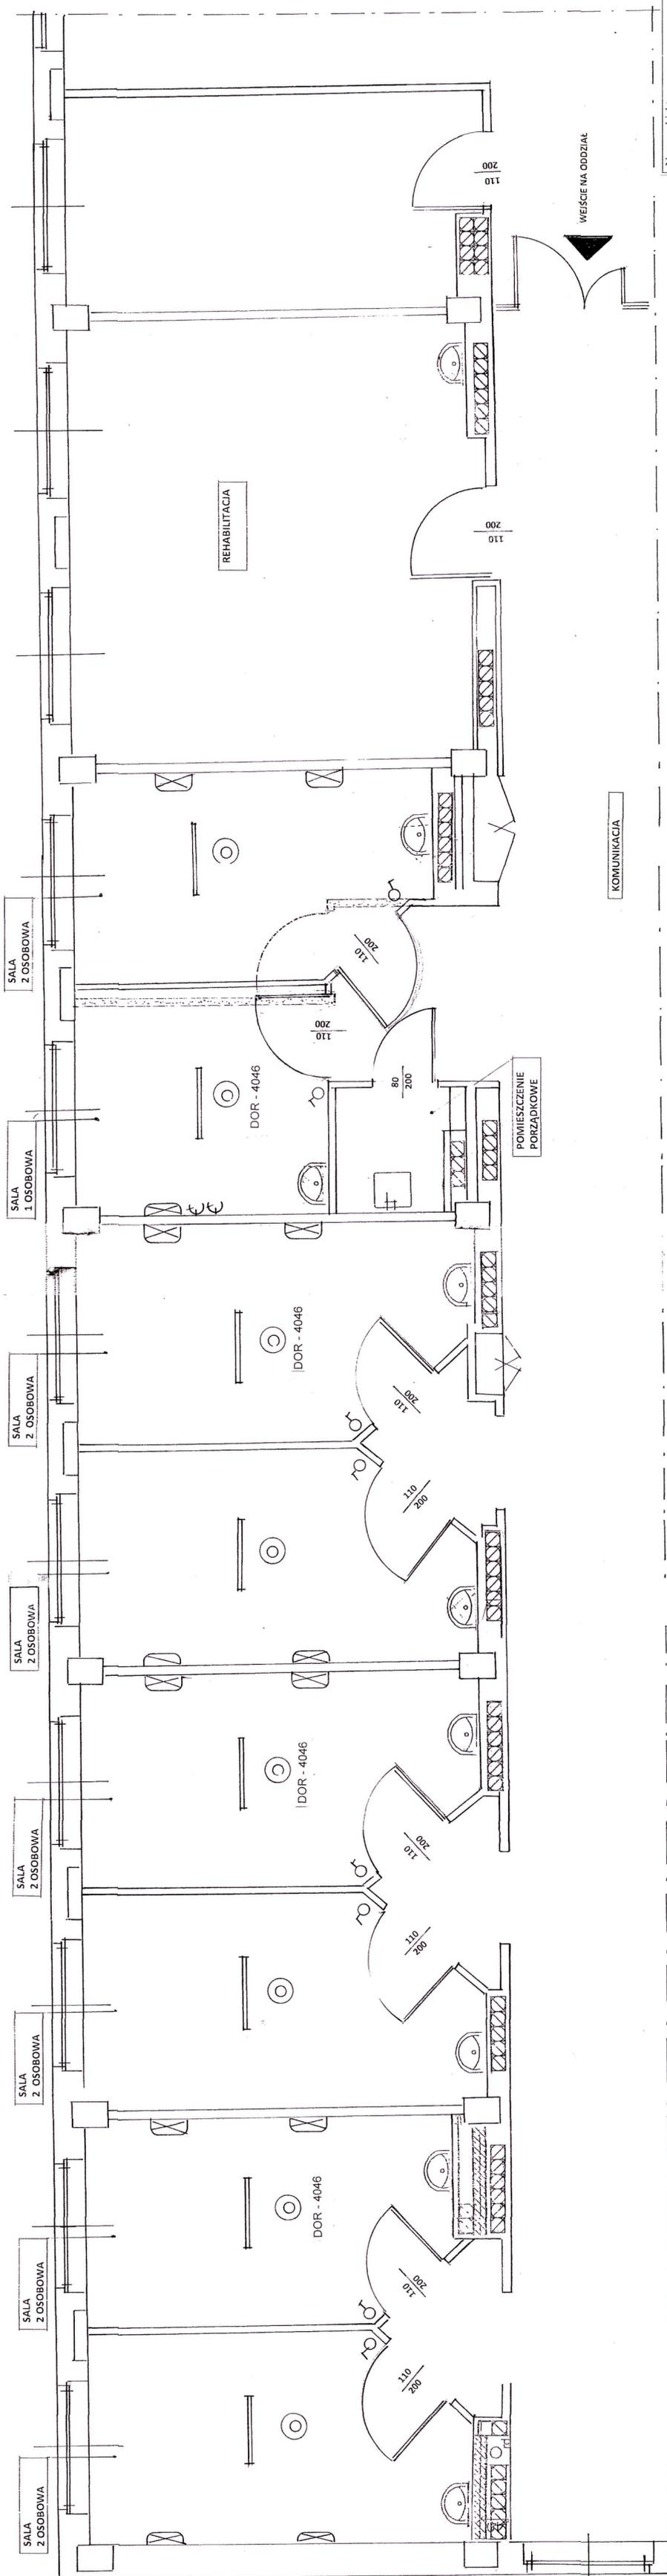 WEJŚCIE NA ODDZIAŁ
110
200
REHABILITACJA
110
200
KOMUNIKACJA
SALA
2 OSOBOWA
110
200
SALA
1 OSOBOWA
110
200
DOR - 4046
80
200
POMIESZCZENIE
PORZĄDKOWE
SALA
2 OSOBOWA
DOR - 4046
110
200
SALA
2 OSOBOWA
110
200
SALA
2 OSOBOWA
DOR - 4046
110
200
SALA
2 OSOBOWA
110
200
SALA
2 OSOBOWA
DOR - 4046
110
200
SALA
2 OSOBOWA
110
200